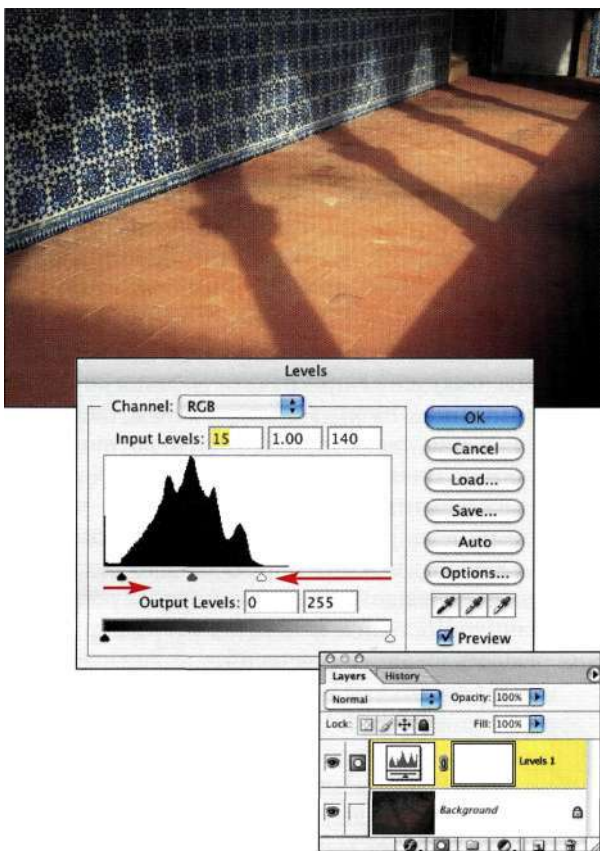 Levels
Channel: RGB
Input Levels: 15 1.00 140
Output Levels: 0 255
OK
Cancel
Load...
Save...
Auto
Options...
Preview
Layers History
Normal Opacity: 100%
Lock: Fill: 100%
Levels 1
Background